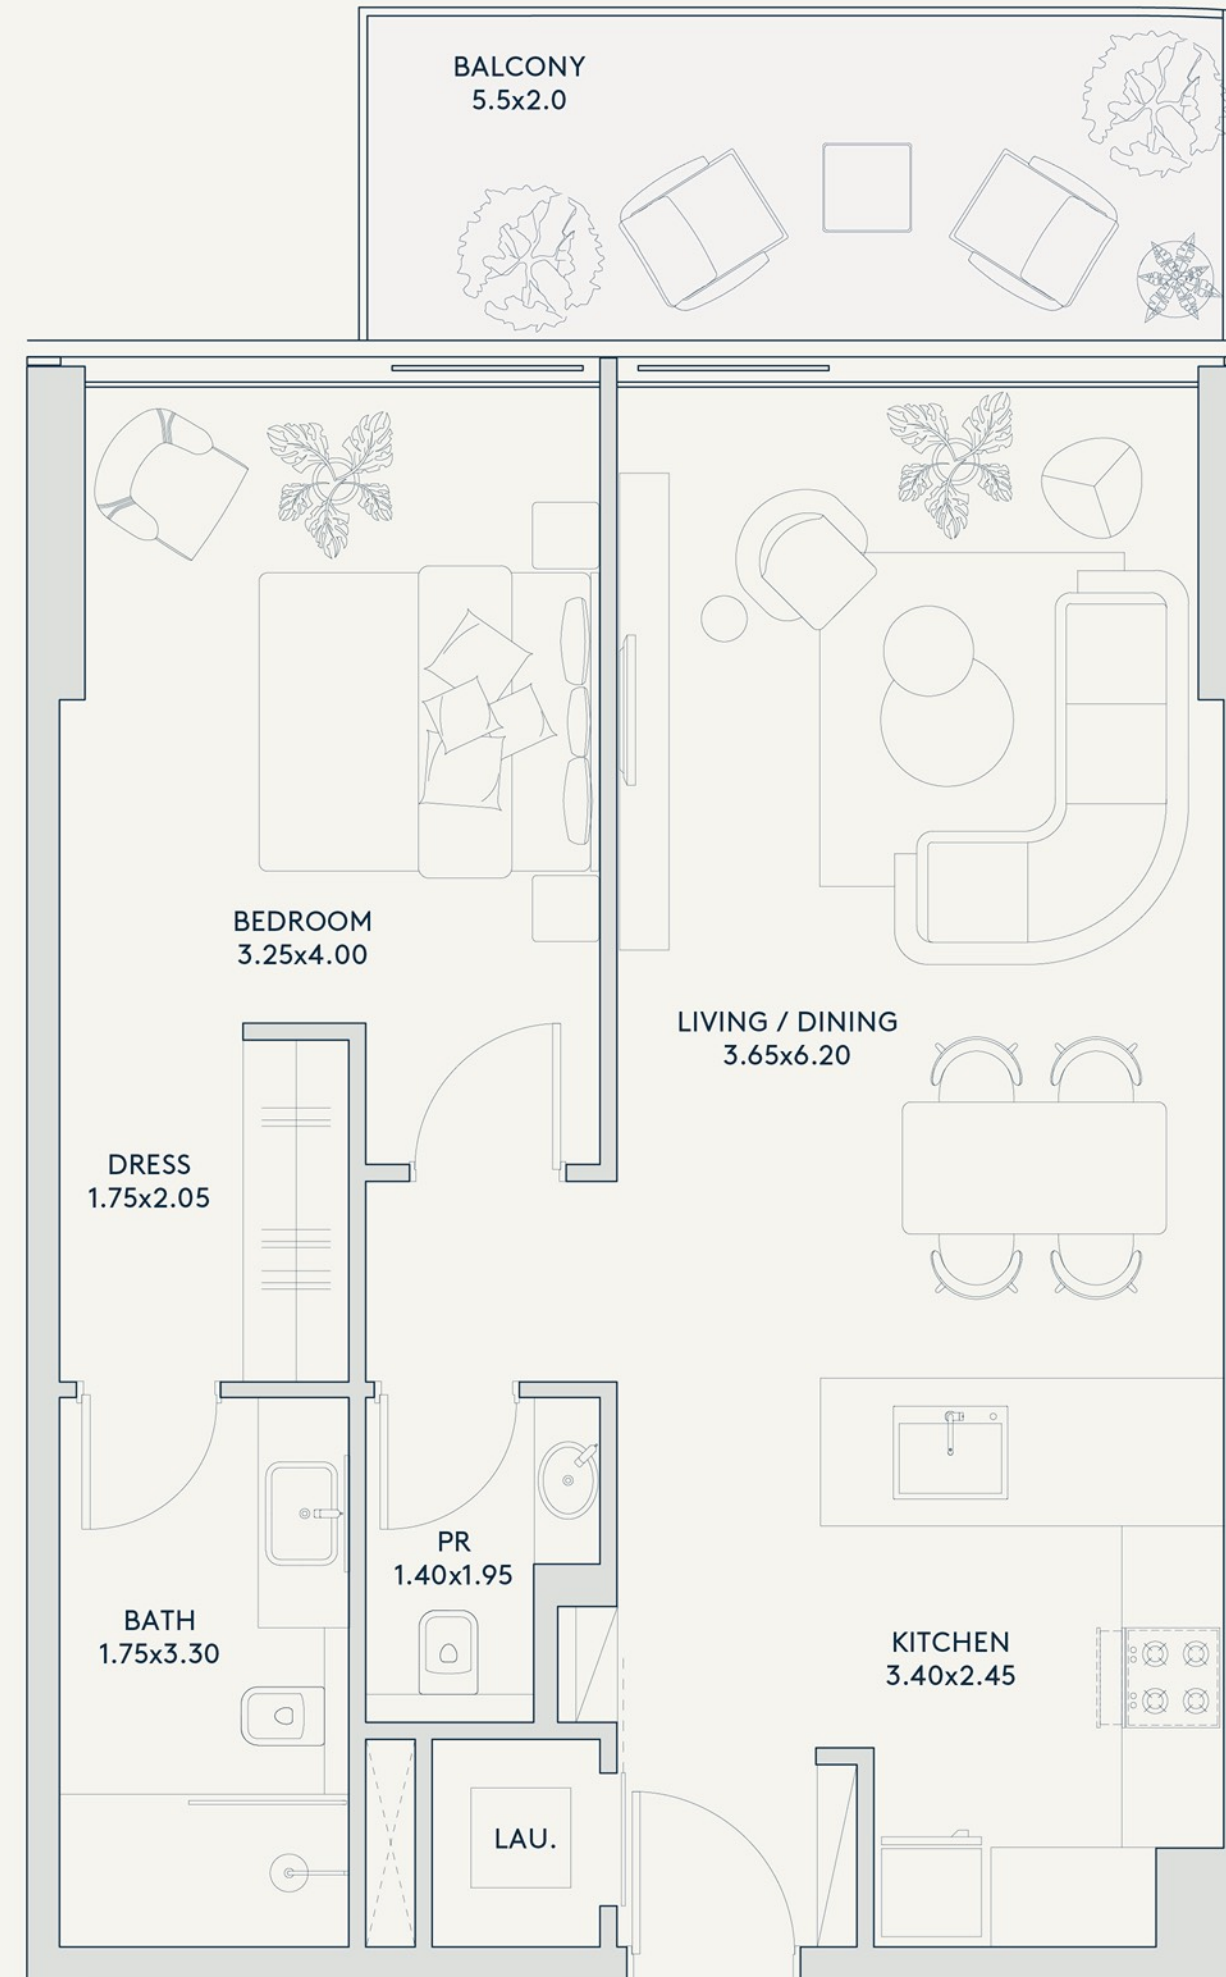 BALCONY
5.5x2.0
BEDROOM
3.25x4.00
LIVING / DINING
3.65x6.20
DRESS
1.75x2.05
PR
1.40x1.95
BATH
1.75x3.30
KITCHEN
3.40x2.45
LAU.